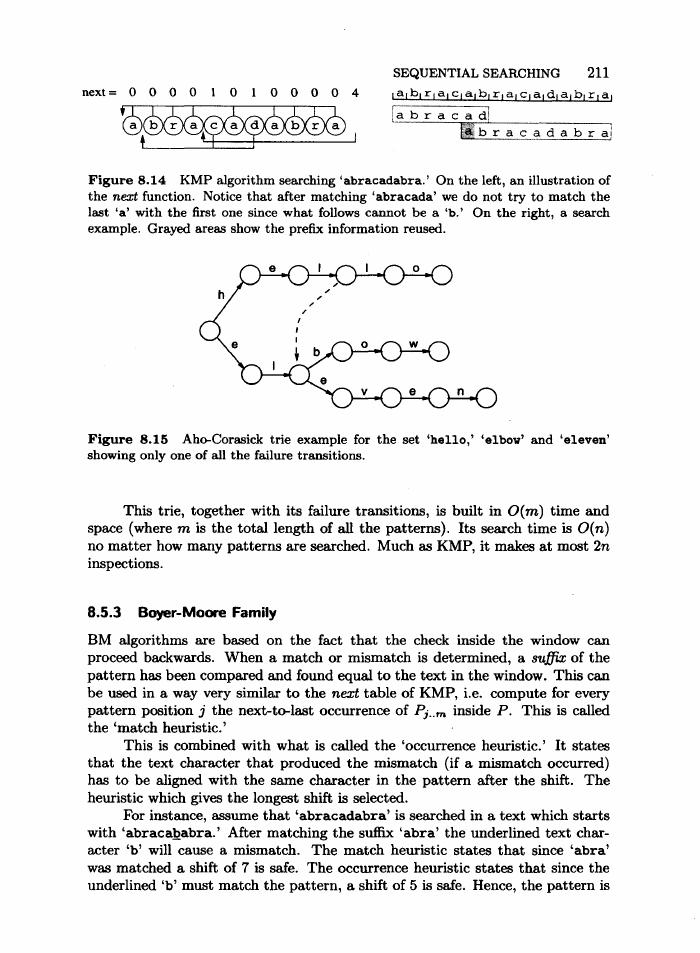 SEQUENTIAL SEARCHING 211
next = 0 0 0 0 1 0 1 0 0 0 0 4
a b r a c a d a b r a
a b r a c a b r a c a d a b r a
a b r a c a d
a b r a c a d a b r a
Figure 8.14 KMP algorithm searching ‘abracadabra.’ On the left, an illustration of
the next function. Notice that after matching ‘abracada’ we do not try to match the
last ‘a’ with the first one since what follows cannot be a ‘b.’ On the right, a search
example. Grayed areas show the prefix information reused.
h e l l o
e l b o w
e v e n
Figure 8.15 Aho-Corasick trie example for the set ‘hello,’ ‘elbow’ and ‘eleven’
showing only one of all the failure transitions.
This trie, together with its failure transitions, is built in O(m) time and
space (where m is the total length of all the patterns). Its search time is O(n)
no matter how many patterns are searched. Much as KMP, it makes at most 2n
inspections.
8.5.3 Boyer-Moore Family
BM algorithms are based on the fact that the check inside the window can
proceed backwards. When a match or mismatch is determined, a suffix of the
pattern has been compared and found equal to the text in the window. This can
be used in a way very similar to the next table of KMP, i.e. compute for every
pattern position j the next-to-last occurrence of Pj..m inside P. This is called
the ‘match heuristic.’
This is combined with what is called the ‘occurrence heuristic.’ It states
that the text character that produced the mismatch (if a mismatch occurred)
has to be aligned with the same character in the pattern after the shift. The
heuristic which gives the longest shift is selected.
For instance, assume that ‘abracadabra’ is searched in a text which starts
with ‘abracababra.’ After matching the suffix ‘abra’ the underlined text char-
acter ‘b’ will cause a mismatch. The match heuristic states that since ‘abra’
was matched a shift of 7 is safe. The occurrence heuristic states that since the
underlined ‘b’ must match the pattern, a shift of 5 is safe. Hence, the pattern is